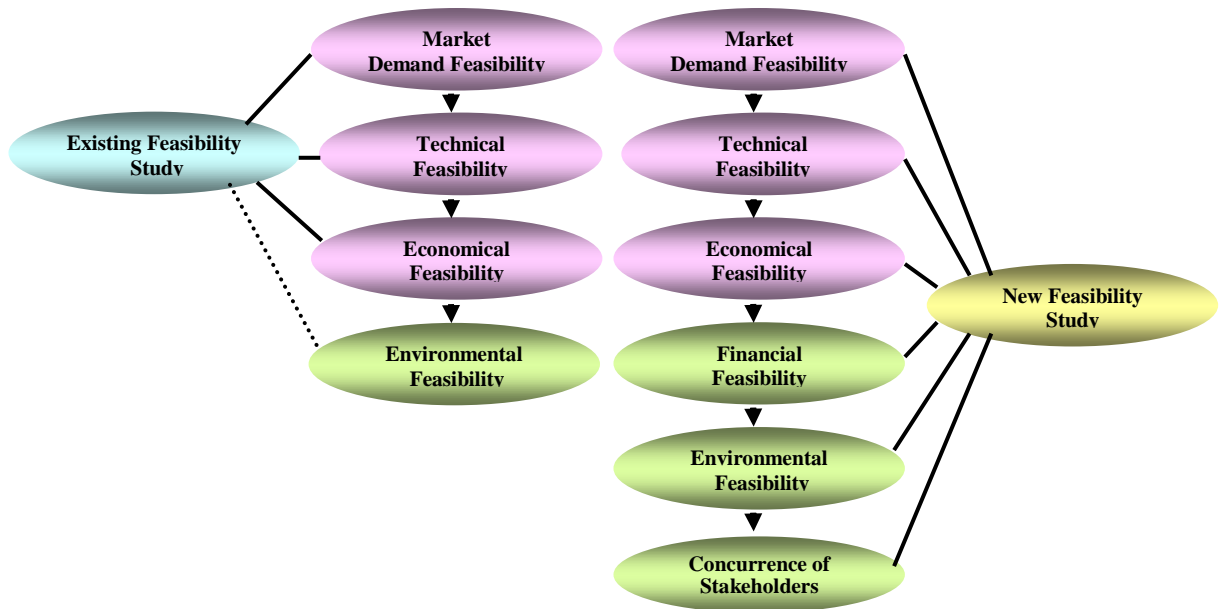 Market
Demand Feasibility
Technical
Feasibility
Economical
Feasibility
Environmental
Feasibility
Existing Feasibility
Study
Market
Demand Feasibility
Technical
Feasibility
Economical
Feasibility
Financial
Feasibility
Environmental
Feasibility
Concurrence of
Stakeholders
New Feasibility
Study